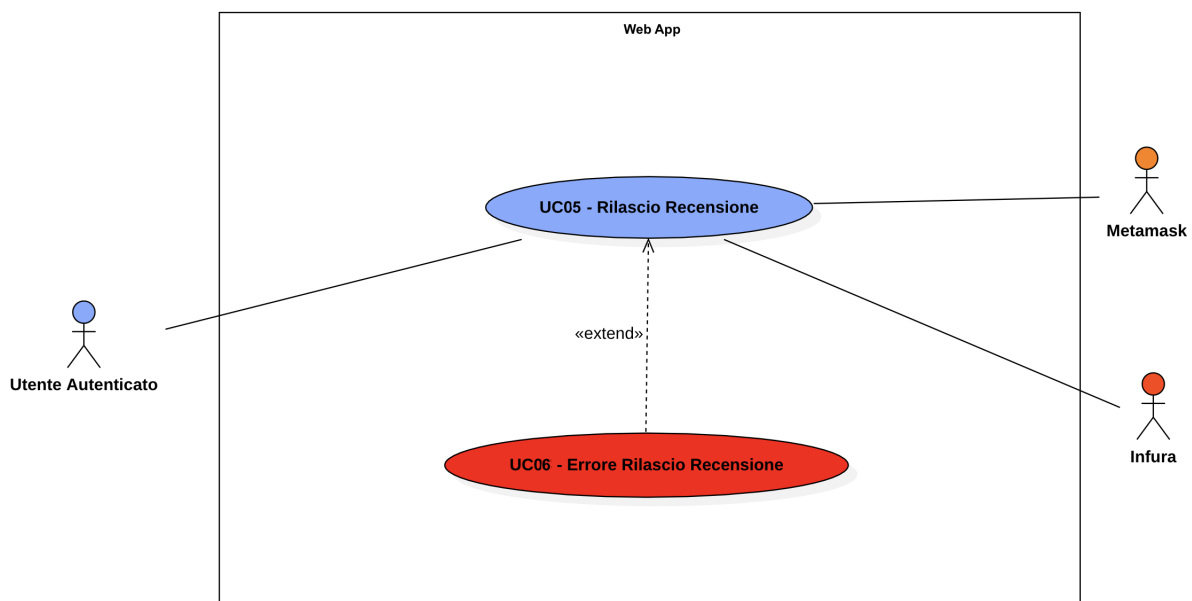 Web App
UC05 - Rilascio Recensione
Metamask
«extend»
Utente Autenticato
UC06 - Errore Rilascio Recensione
Infura